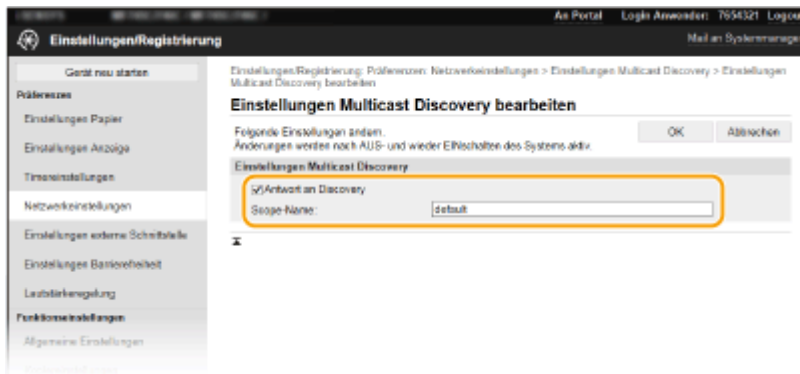 An Portal Login Anwender: 7654321 Logou
Einstellungen/Registrierung
Mail an Systemmanage
Gerät neu starten
Präferenzen
Einstellungen Papier
Einstellungen Anzeige
Timereinstellungen
Netzwerkeinstellungen
Einstellungen externe Schnittstelle
Einstellungen Barrierefreiheit
Lautstärkeregelung
Funktionseinstellungen
Allgemeine Einstellungen
Einstellungen/Registrierung: Präferenzen: Netzwerkeinstellungen > Einstellungen Multicast Discovery > Einstellungen
Multicast Discovery bearbeiten
Einstellungen Multicast Discovery bearbeiten
Folgende Einstellungen ändern.
Änderungen werden nach AUS- und wieder EINschalten des Systems aktiv.
OK Abbrechen
Einstellungen Multicast Discovery
Antwort an Discovery
Scope-Name: default